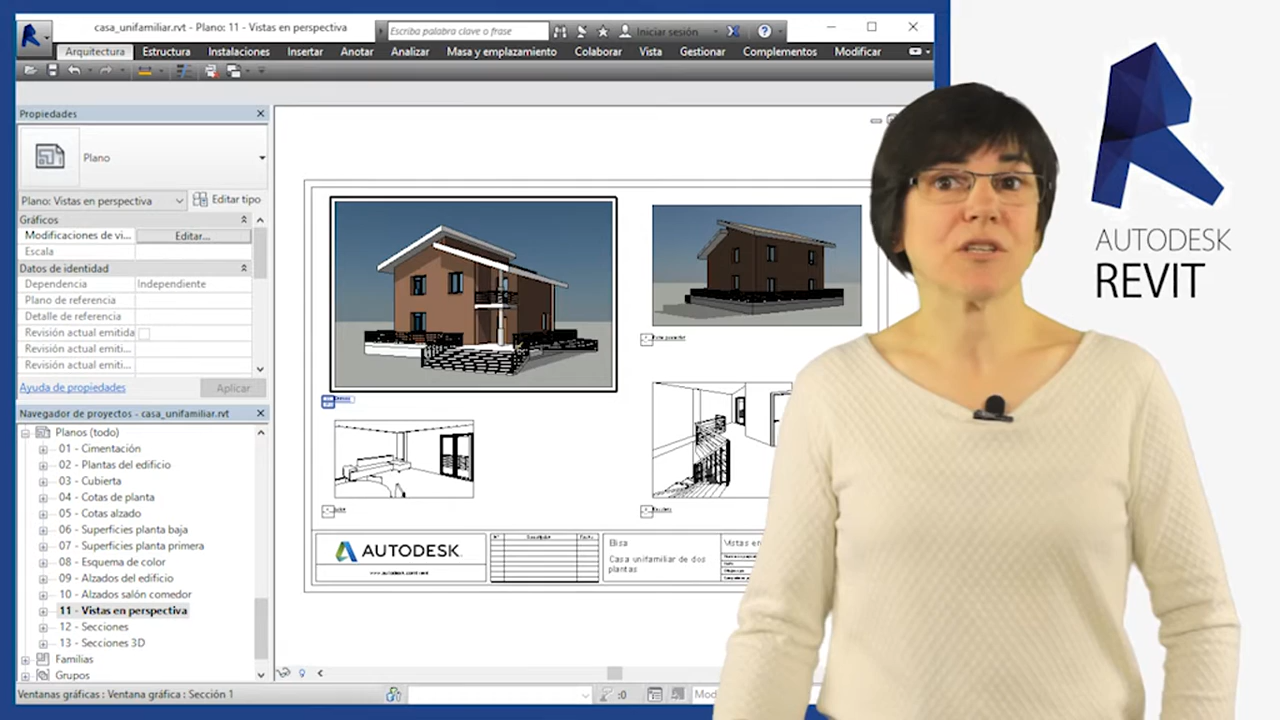 casa_unifamiliar.rvt - Plano: 11 - Vistas en perspectiva
Escriba palabra clave o frase
Iniciar sesión
Arquitectura Estructura Instalaciones Insertar Anotar Analizar Masa y emplazamiento Colaborar Vista Gestionar Complementos Modificar
Propiedades
Plano
Plano: Vistas en perspectiva
Editar tipo
Gráficos
Modificaciones de vi... Editar...
Escala
Datos de identidad
Dependencia Independiente
Plano de referencia
Detalle de referencia
Revisión actual emitida
Revisión actual emiti...
Revisión actual emiti...
Ayuda de propiedades Aplicar
Navegador de proyectos - casa_unifamiliar.rvt
Planos (todo)
01 - Cimentación
02 - Plantas del edificio
03 - Cubierta
04 - Cotas de planta
05 - Cotas alzado
06 - Superficies planta baja
07 - Superficies planta primera
08 - Esquema de color
09 - Alzados del edificio
10 - Alzados salón comedor
11 - Vistas en perspectiva
12 - Secciones
13 - Secciones 3D
Familias
Grupos
Ventanas gráficas : Ventana gráfica : Sección 1
:0
Mod
AUTODESK
Elisa
Casa unifamiliar de dos
plantas
Vistas en
AUTODESK
REVIT